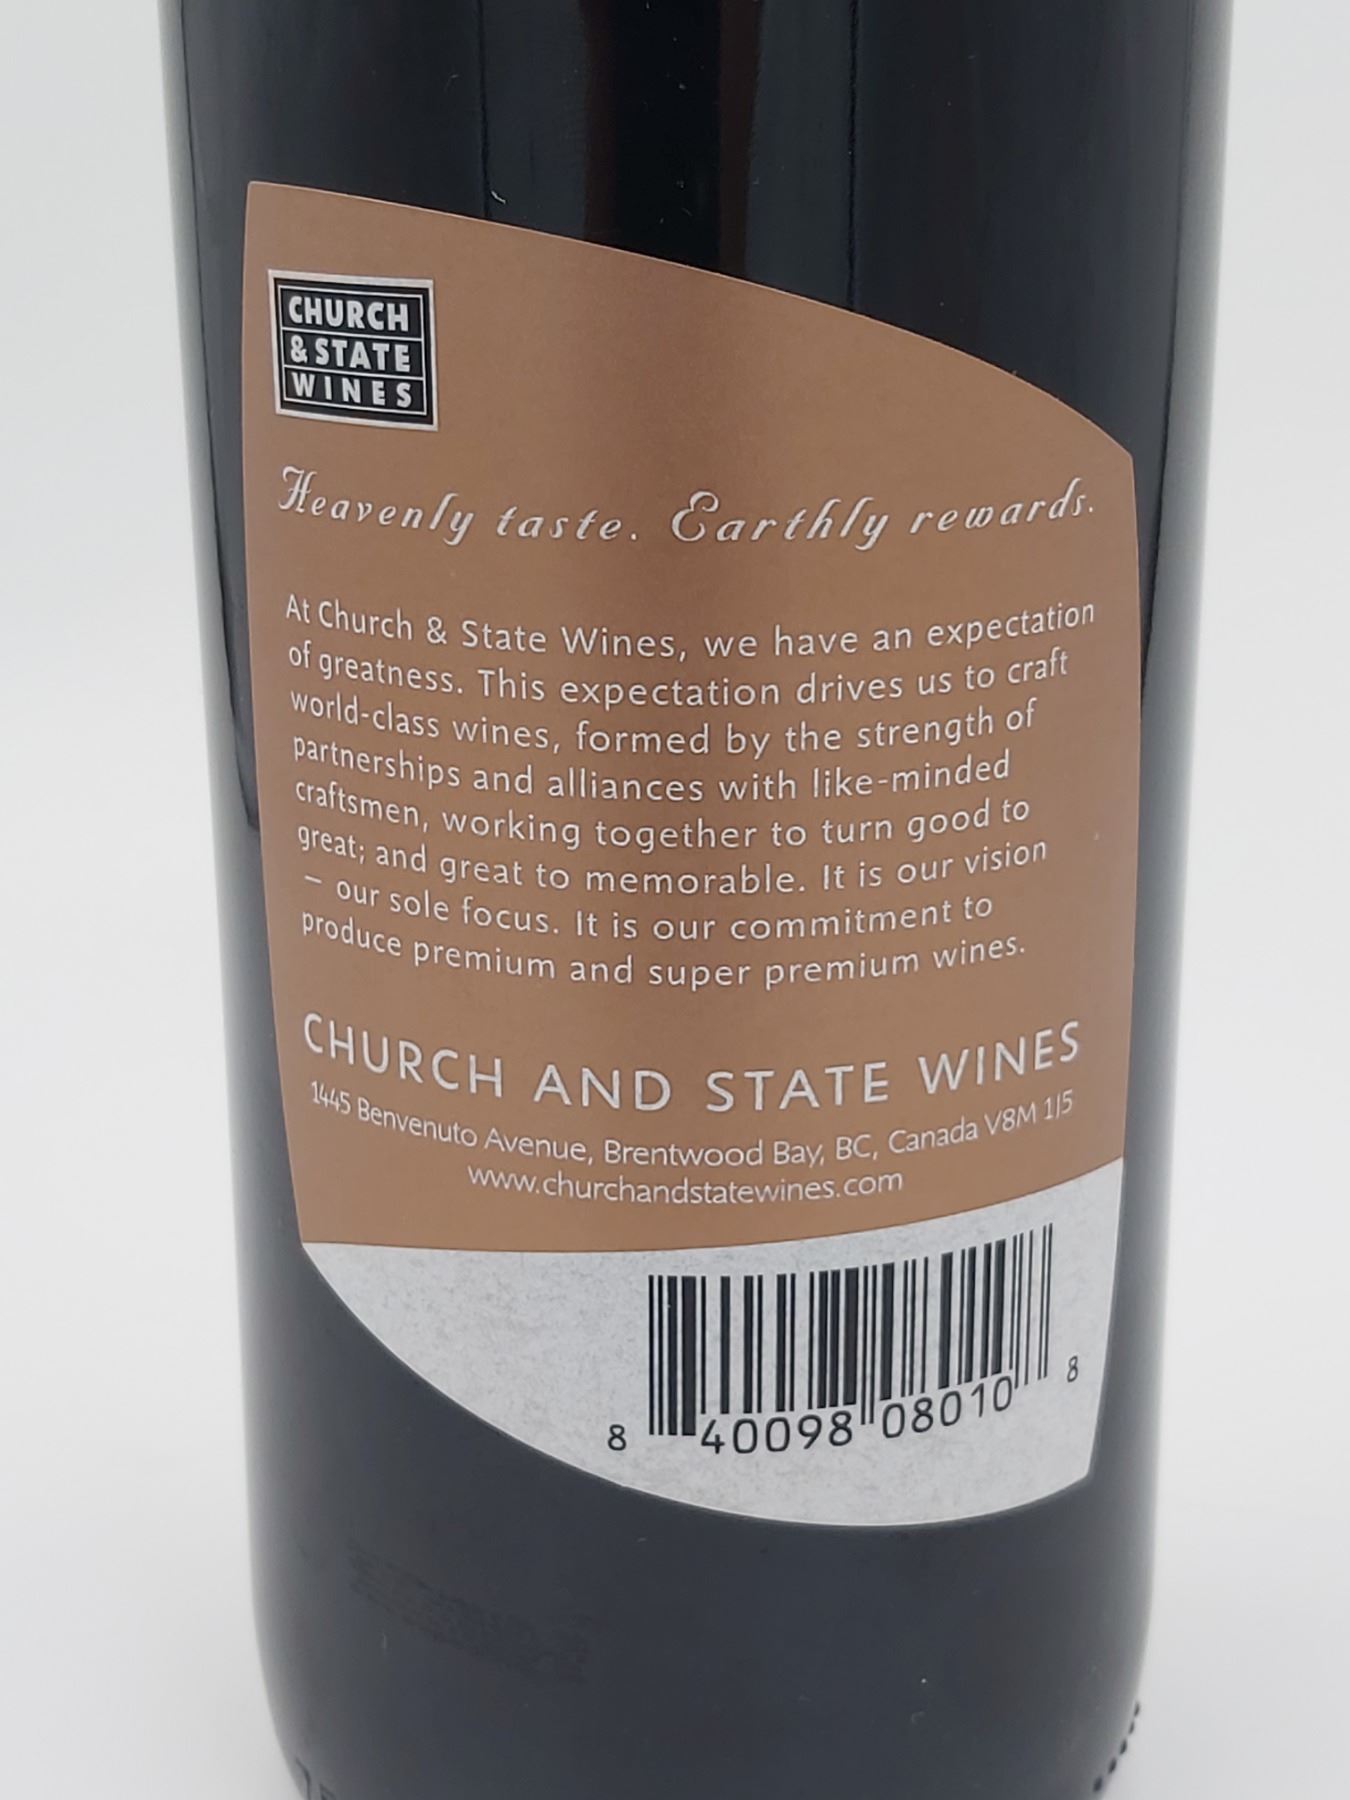 CHURCH
& STATE
WINES
Heavenly taste. Earthly rewards.
At Church & State Wines, we have an expectation
of greatness. This expectation drives us to craft
world-class wines, formed by the strength of
partnerships and alliances with like-minded
craftsmen, working together to turn good to
great; and great to memorable. It is our vision
– our sole focus. It is our commitment to
produce premium and super premium wines.
CHURCH AND STATE WINES
1445 Benvenuto Avenue, Brentwood Bay, BC, Canada V8M 1J5
www.churchandstatewines.com
8 40098 08010 8